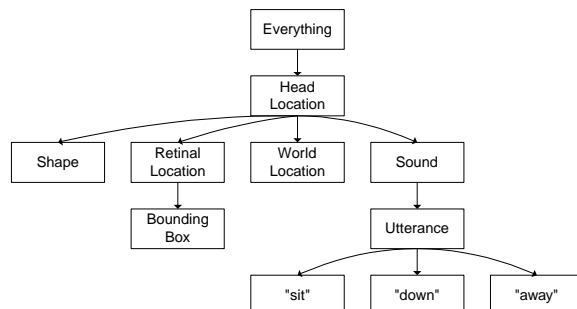 Everything
Head
Location
Shape
Retinal
Location
World
Location
Sound
Bounding
Box
Utterance
"sit"
"down"
"away"